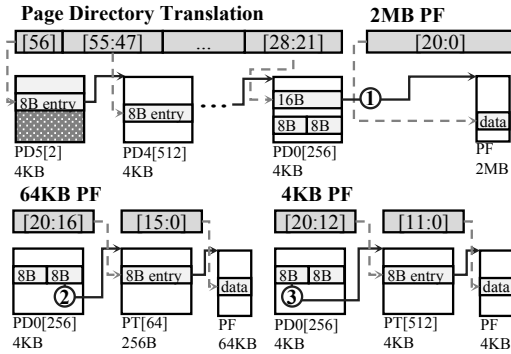 Page Directory Translation
2MB PF
[56] [55:47] ... [28:21]
[20:0]
8B entry
8B entry
...
16B
8B 8B
1
data
PD5[2]
4KB
PD4[512]
4KB
PD0[256]
4KB
PF
2MB
64KB PF
4KB PF
[20:16]
[15:0]
[20:12]
[11:0]
8B 8B
2
8B entry
data
8B 8B
3
8B entry
data
PD0[256]
4KB
PT[64]
256B
PF
64KB
PD0[256]
4KB
PT[512]
4KB
PF
4KB